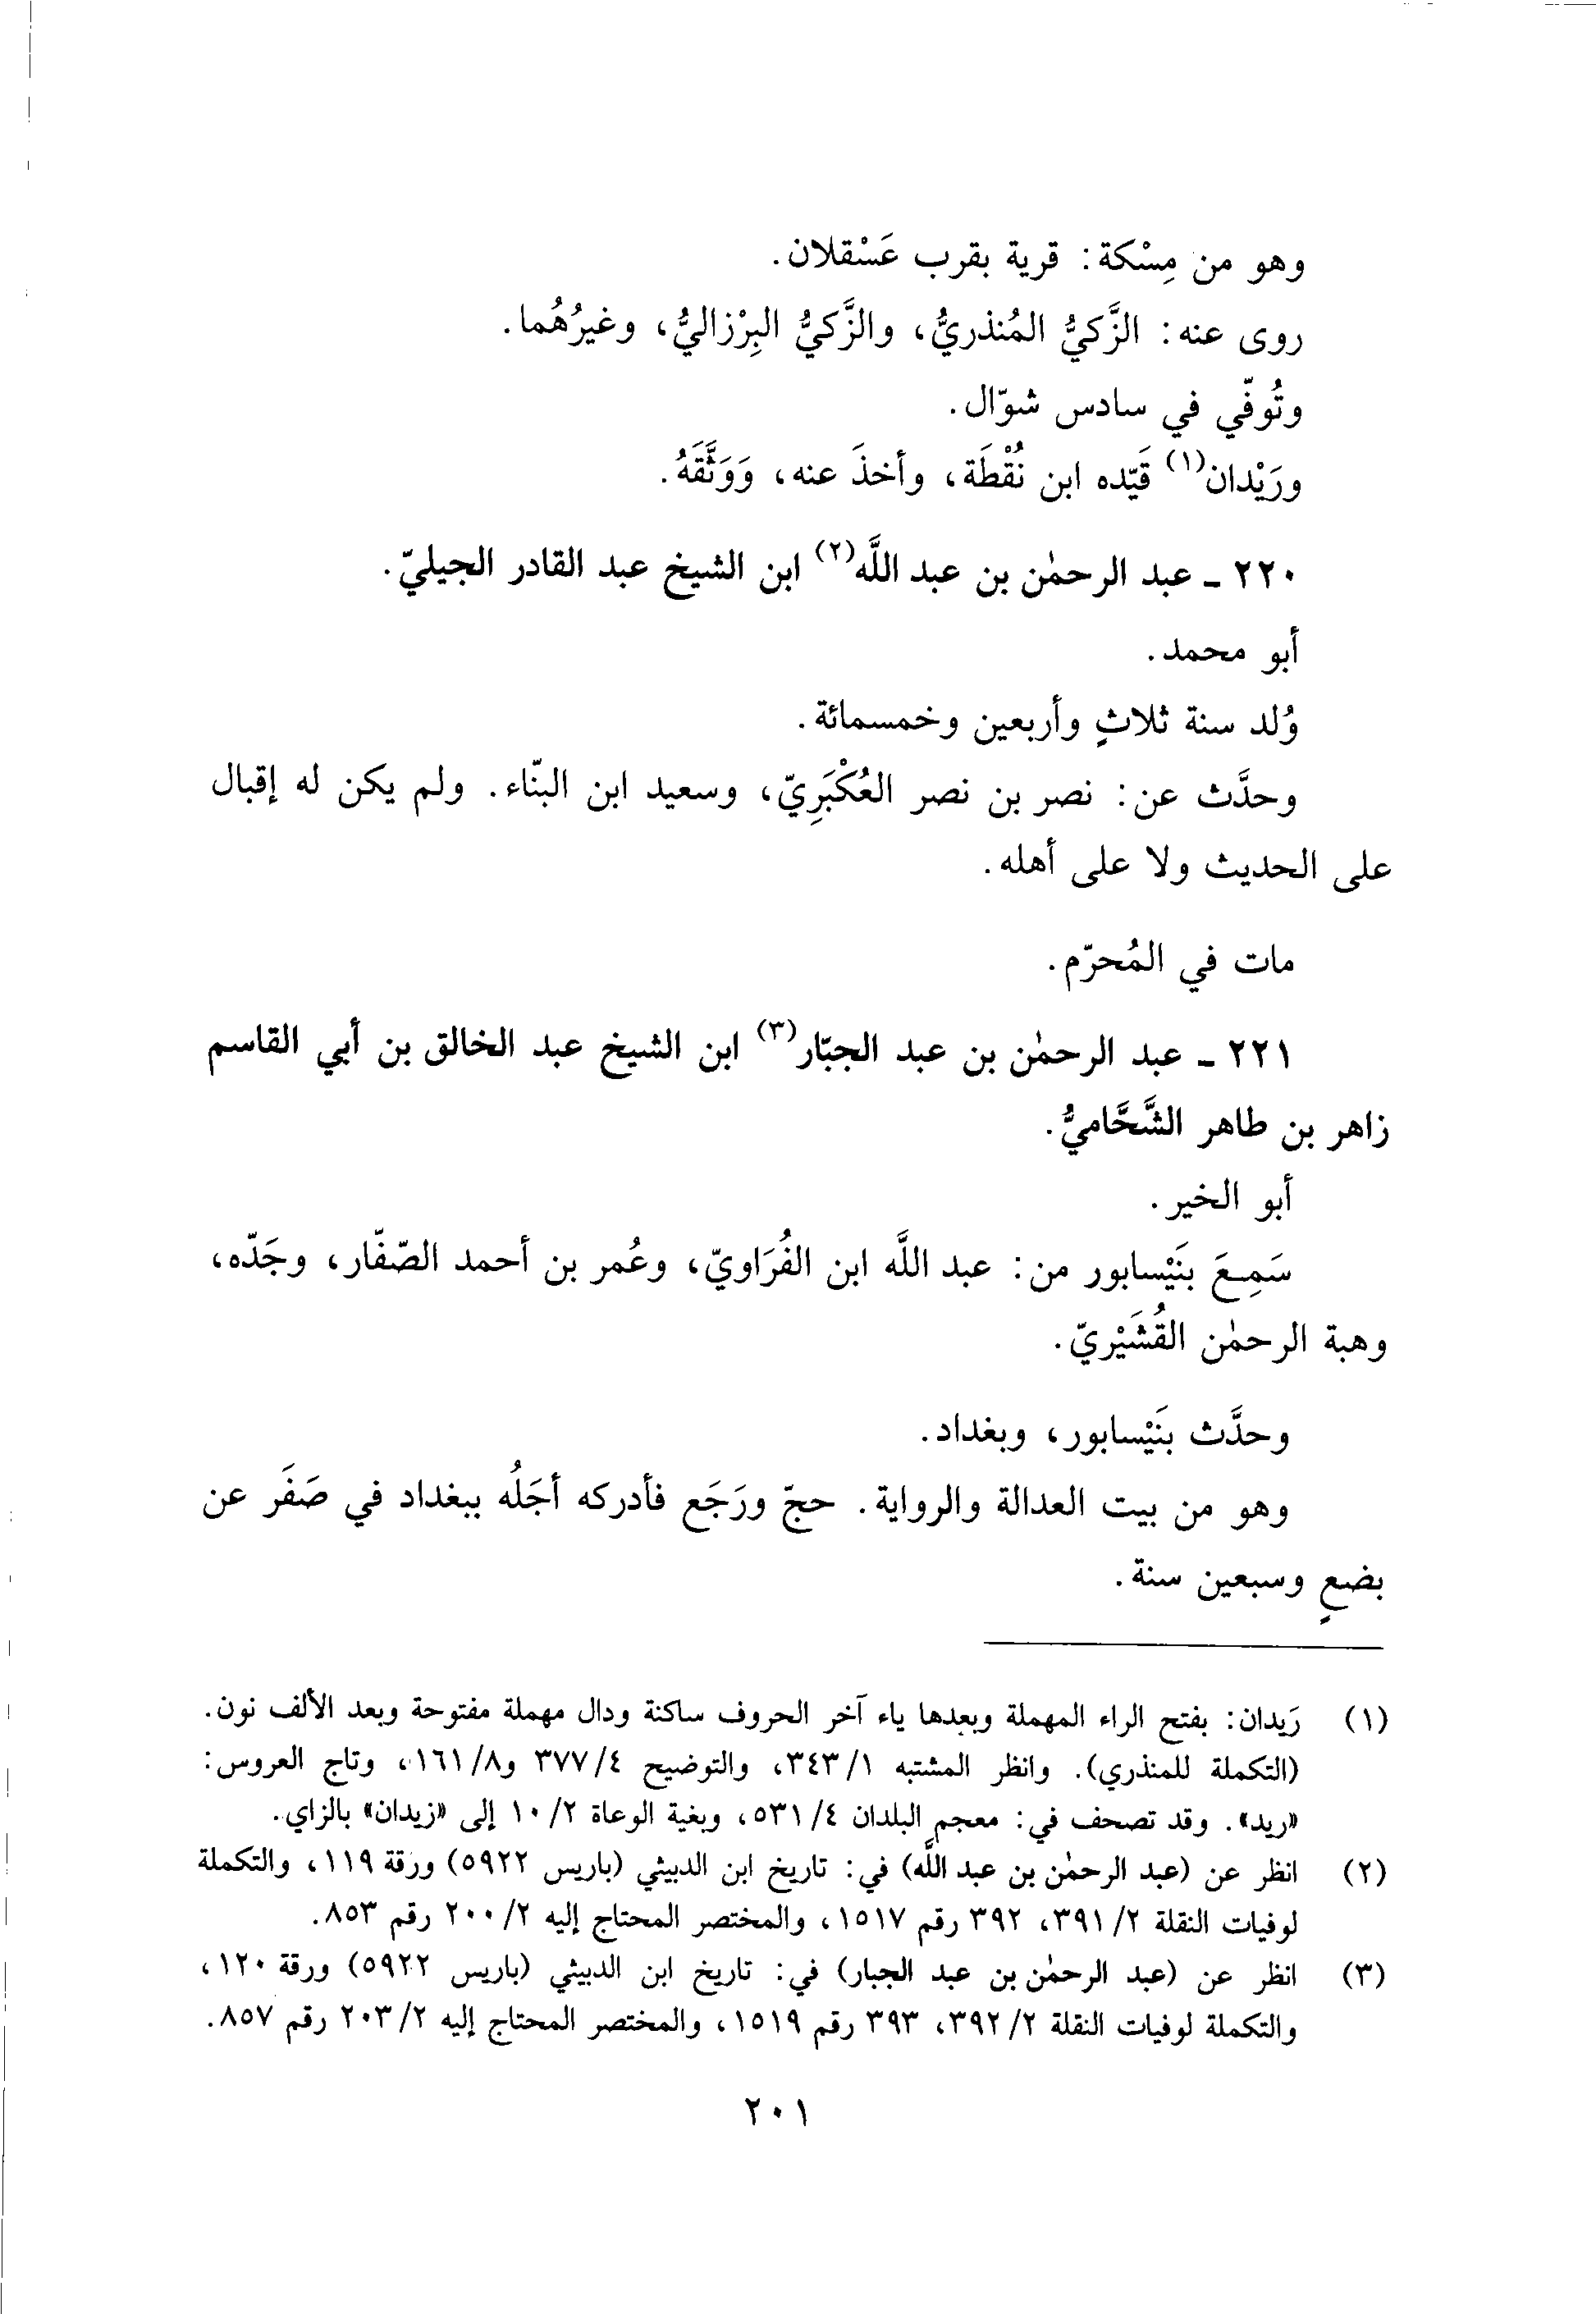 وهو من مِسْكة: قرية بقرب عَسْقلان.
روى عنه: الزَّكيُّ المُنذريُّ، والزَّكيُّ البِرْزاليُّ، وغيرُهُما.
وتُوفّي في سادس شوّال.
ورَيْدان(١) قَيّده ابن نُقْطَة، وأخذَ عنه، وَوَثَّقَهُ.
٢٢٠ ـ عبد الرحمٰن بن عبد اللَّه(٢) ابن الشيخ عبد القادر الجيليّ.
أبو محمد.
وُلد سنة ثلاثٍ وأربعين وخمسمائة.
وحدَّث عن: نصر بن نصر العُكْبَرِيّ، وسعيد ابن البنّاء. ولم يكن له إقبال
على الحديث ولا على أهله.
مات في المُحرّم.
٢٢١ ـ عبد الرحمٰن بن عبد الجبّار(٣) ابن الشيخ عبد الخالق بن أبي القاسم
زاهر بن طاهر الشَّحَّاميُّ.
أبو الخير.
سَمِعَ بنَيْسابور من: عبد اللَّه ابن الفُرَاويّ، وعُمر بن أحمد الصّفّار، وجَدّه،
وهبة الرحمٰن القُشَيْريّ.
وحدَّث بنَيْسابور، وبغداد.
وهو من بيت العدالة والرواية. حجّ ورَجَع فأدركه أجَلُه ببغداد في صَفَر عن
بضعٍ وسبعين سنة.
(١) رَيدان: بفتح الراء المهملة وبعدها ياء آخر الحروف ساكنة ودال مهملة مفتوحة وبعد الألف نون.
(التكملة للمنذري). وانظر المشتبه ٣٤٣/١، والتوضيح ٣٧٧/٤ و١٦١/٨، وتاج العروس:
«ريد». وقد تصحف في: معجم البلدان ٥٣١/٤، وبغية الوعاة ١٠/٢ إلى «زيدان» بالزاي.
(٢) انظر عن (عبد الرحمٰن بن عبد اللَّه) في: تاريخ ابن الدبيثي (باريس ٥٩٢٢) ورقة ١١٩، والتكملة
لوفيات النقلة ٣٩١/٢، ٣٩٢ رقم ١٥١٧، والمختصر المحتاج إليه ٢٠٠/٢ رقم ٨٥٣.
(٣) انظر عن (عبد الرحمٰن بن عبد الجبار) في: تاريخ ابن الدبيثي (باريس ٥٩٢٢) ورقة ١٢٠،
والتكملة لوفيات النقلة ٣٩٢/٢، ٣٩٣ رقم ١٥١٩، والمختصر المحتاج إليه ٢٠٣/٢ رقم ٨٥٧.
٢٠١